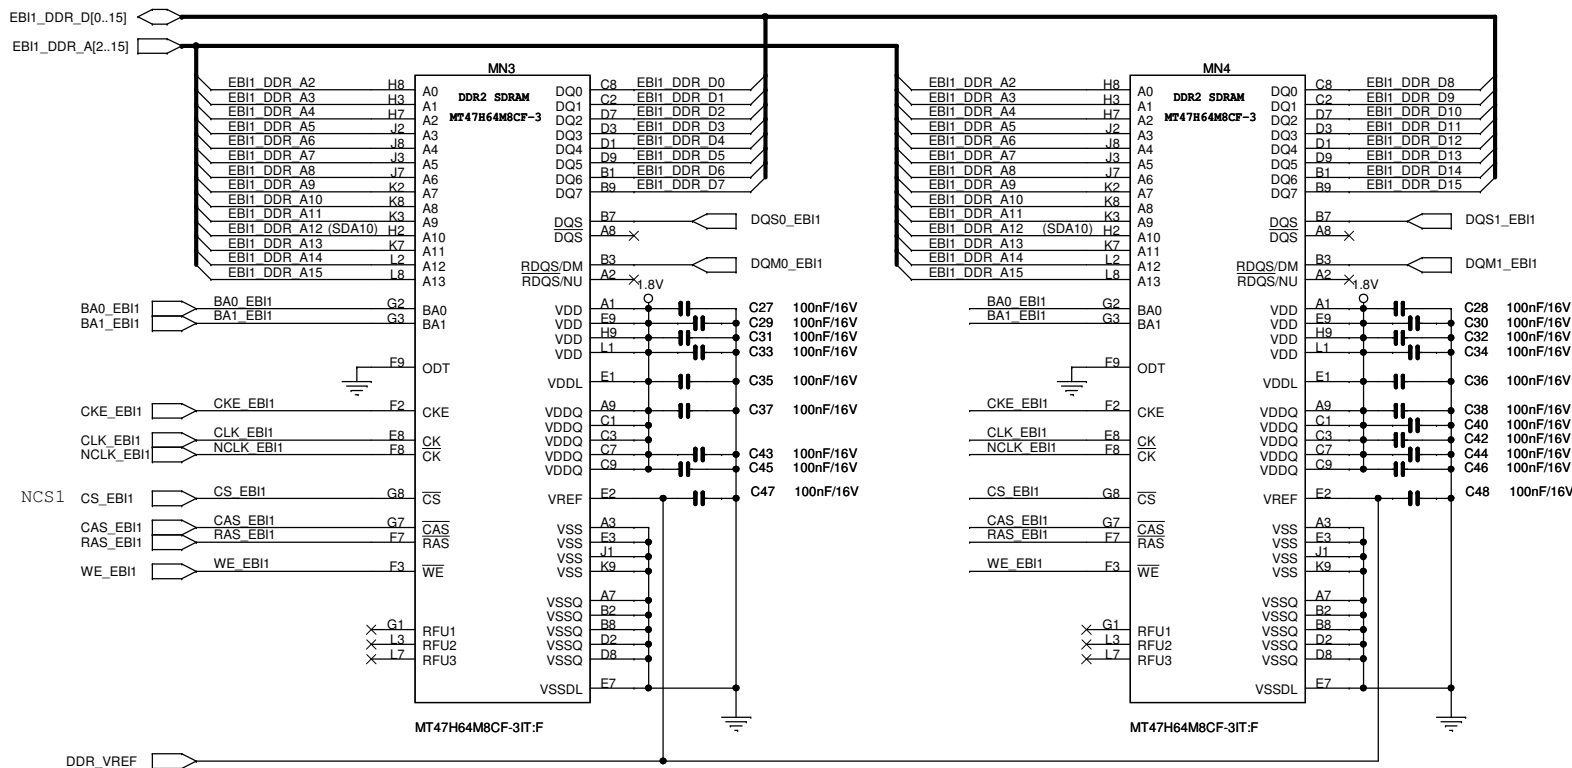 EBI1_DDR_D[0..15]
EBI1_DDR_A[2..15]
MN3
DDR2 SDRAM
MT47H64M8CF-3
EBI1_DDR_A2 H8 A0
EBI1_DDR_A3 H3 A1
EBI1_DDR_A4 H7 A2
EBI1_DDR_A5 J2 A3
EBI1_DDR_A6 J8 A4
EBI1_DDR_A7 J3 A5
EBI1_DDR_A8 J7 A6
EBI1_DDR_A9 K2 A7
EBI1_DDR_A10 K8 A8
EBI1_DDR_A11 K3 A9
EBI1_DDR_A12 (SDA10) H2 A10
EBI1_DDR_A13 K7 A11
EBI1_DDR_A14 L2 A12
EBI1_DDR_A15 L8 A13
BA0_EBI1 BA0_EBI1 G2 BA0
BA1_EBI1 BA1_EBI1 G3 BA1
F9 ODT
CKE_EBI1 CKE_EBI1 F2 CKE
CLK_EBI1 CLK_EBI1 E8 CK
NCLK_EBI1 NCLK_EBI1 F8 CK
NCS1 CS_EBI1 CS_EBI1 G8 CS
CAS_EBI1 CAS_EBI1 G7 CAS
RAS_EBI1 RAS_EBI1 F7 RAS
WE_EBI1 WE_EBI1 F3 WE
G1 RFU1
L3 RFU2
L7 RFU3
DQ0 C8 EBI1_DDR_D0
DQ1 C2 EBI1_DDR_D1
DQ2 D7 EBI1_DDR_D2
DQ3 D3 EBI1_DDR_D3
DQ4 D1 EBI1_DDR_D4
DQ5 D9 EBI1_DDR_D5
DQ6 B1 EBI1_DDR_D6
DQ7 B9 EBI1_DDR_D7
DQS B7 DQS0_EBI1
DQS A8
RDQS/DM B3 DQM0_EBI1
RDQS/NU A2
1.8V
VDD A1 C27 100nF/16V
VDD E9 C29 100nF/16V
VDD H9 C31 100nF/16V
VDD L1 C33 100nF/16V
VDDL E1 C35 100nF/16V
VDDQ A9 C37 100nF/16V
VDDQ C1
VDDQ C3
VDDQ C7 C43 100nF/16V
VDDQ C9 C45 100nF/16V
VREF E2 C47 100nF/16V
VSS A3
VSS E3
VSS J1
VSS K9
VSSQ A7
VSSQ B2
VSSQ B8
VSSQ D2
VSSQ D8
VSSDL E7
MT47H64M8CF-3IT:F
DDR_VREF
MN4
DDR2 SDRAM
MT47H64M8CF-3
EBI1_DDR_A2 H8 A0
EBI1_DDR_A3 H3 A1
EBI1_DDR_A4 H7 A2
EBI1_DDR_A5 J2 A3
EBI1_DDR_A6 J8 A4
EBI1_DDR_A7 J3 A5
EBI1_DDR_A8 J7 A6
EBI1_DDR_A9 K2 A7
EBI1_DDR_A10 K8 A8
EBI1_DDR_A11 K3 A9
EBI1_DDR_A12 (SDA10) H2 A10
EBI1_DDR_A13 K7 A11
EBI1_DDR_A14 L2 A12
EBI1_DDR_A15 L8 A13
BA0_EBI1 G2 BA0
BA1_EBI1 G3 BA1
F9 ODT
CKE_EBI1 F2 CKE
CLK_EBI1 E8 CK
NCLK_EBI1 F8 CK
CS_EBI1 G8 CS
CAS_EBI1 G7 CAS
RAS_EBI1 F7 RAS
WE_EBI1 F3 WE
G1 RFU1
L3 RFU2
L7 RFU3
DQ0 C8 EBI1_DDR_D8
DQ1 C2 EBI1_DDR_D9
DQ2 D7 EBI1_DDR_D10
DQ3 D3 EBI1_DDR_D11
DQ4 D1 EBI1_DDR_D12
DQ5 D9 EBI1_DDR_D13
DQ6 B1 EBI1_DDR_D14
DQ7 B9 EBI1_DDR_D15
DQS B7 DQS1_EBI1
DQS A8
RDQS/DM B3 DQM1_EBI1
RDQS/NU A2
1.8V
VDD A1 C28 100nF/16V
VDD E9 C30 100nF/16V
VDD H9 C32 100nF/16V
VDD L1 C34 100nF/16V
VDDL E1 C36 100nF/16V
VDDQ A9 C38 100nF/16V
VDDQ C1 C40 100nF/16V
VDDQ C3 C42 100nF/16V
VDDQ C7 C44 100nF/16V
VDDQ C9 C46 100nF/16V
VREF E2 C48 100nF/16V
VSS A3
VSS E3
VSS J1
VSS K9
VSSQ A7
VSSQ B2
VSSQ B8
VSSQ D2
VSSQ D8
VSSDL E7
MT47H64M8CF-3IT:F